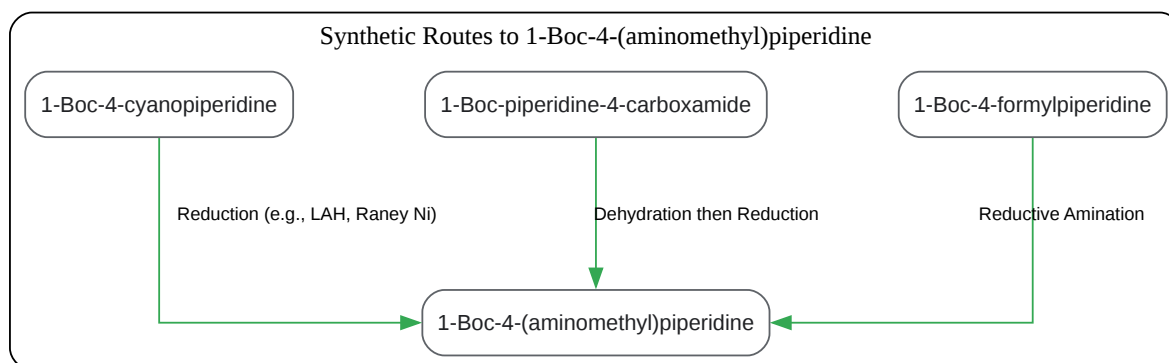 Synthetic Routes to 1-Boc-4-(aminomethyl)piperidine
1-Boc-4-cyanopiperidine
1-Boc-piperidine-4-carboxamide
1-Boc-4-formylpiperidine
Reduction (e.g., LAH, Raney Ni)
Dehydration then Reduction
Reductive Amination
1-Boc-4-(aminomethyl)piperidine